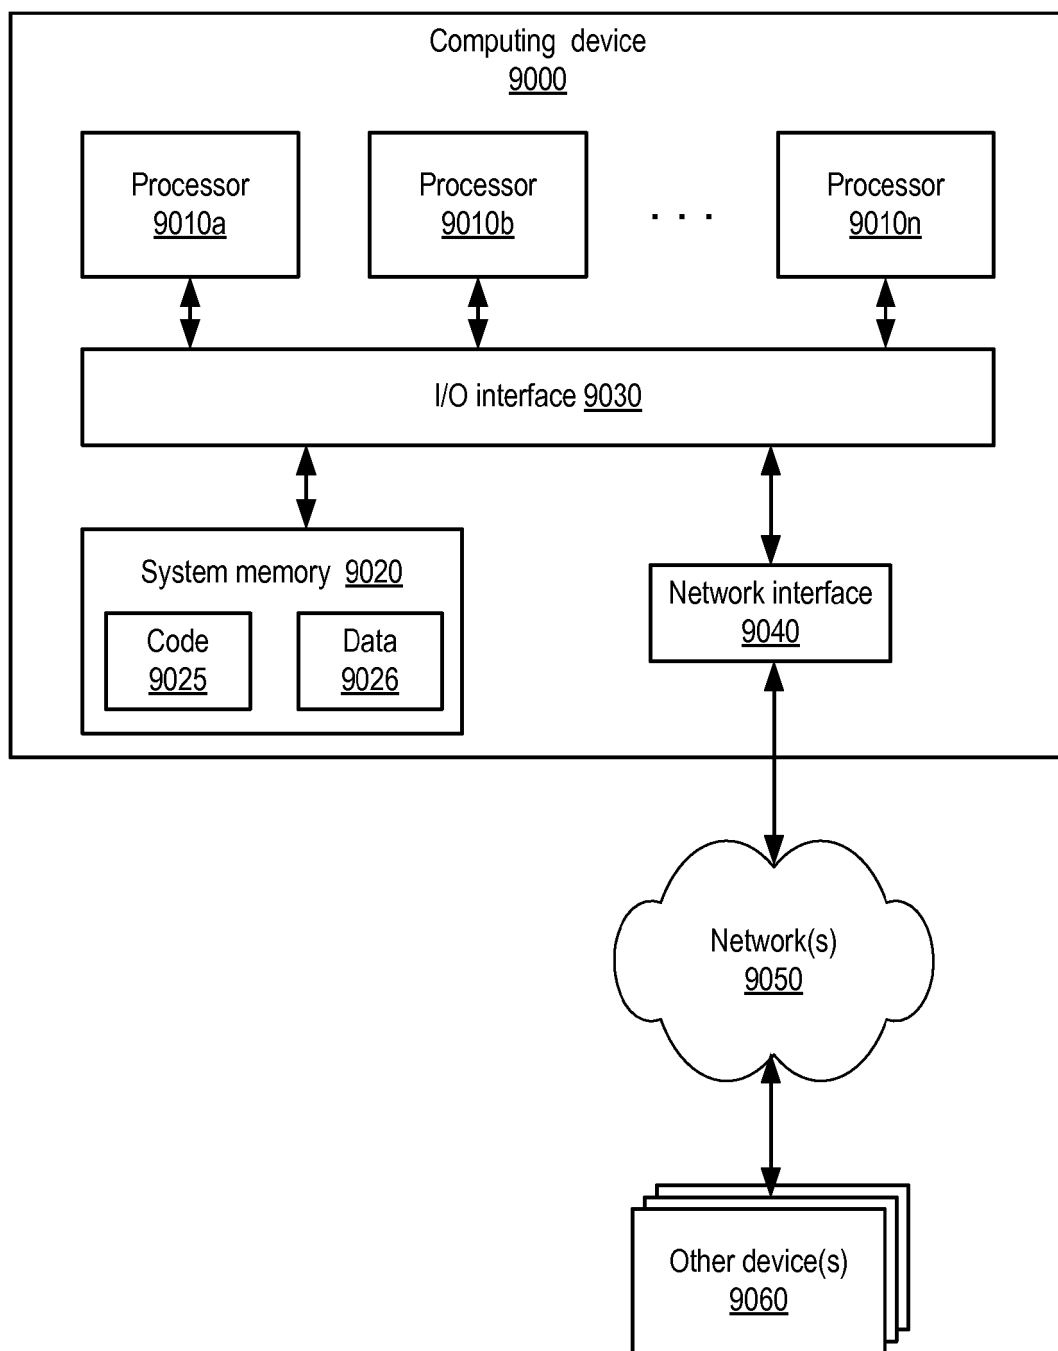 Computing device
9000
Processor
9010a
Processor
9010b
. . .
Processor
9010n
I/O interface 9030
System memory 9020
Code
9025
Data
9026
Network interface
9040
Network(s)
9050
Other device(s)
9060